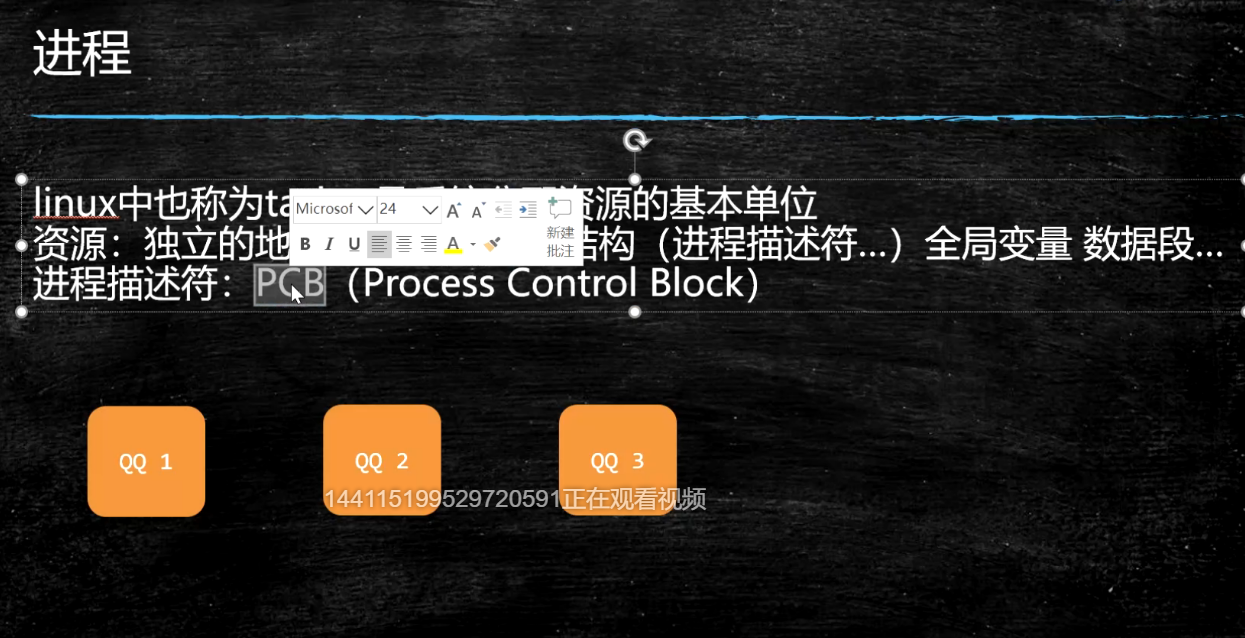 进程
linux中也称为ta 资源的基本单位
资源：独立的地 结构（进程描述符...）全局变量 数据段...
进程描述符：PCB（Process Control Block）
Microsof 24 A A
B I U A 新建
批注
QQ 1 QQ 2 QQ 3
144115199529720591正在观看视频